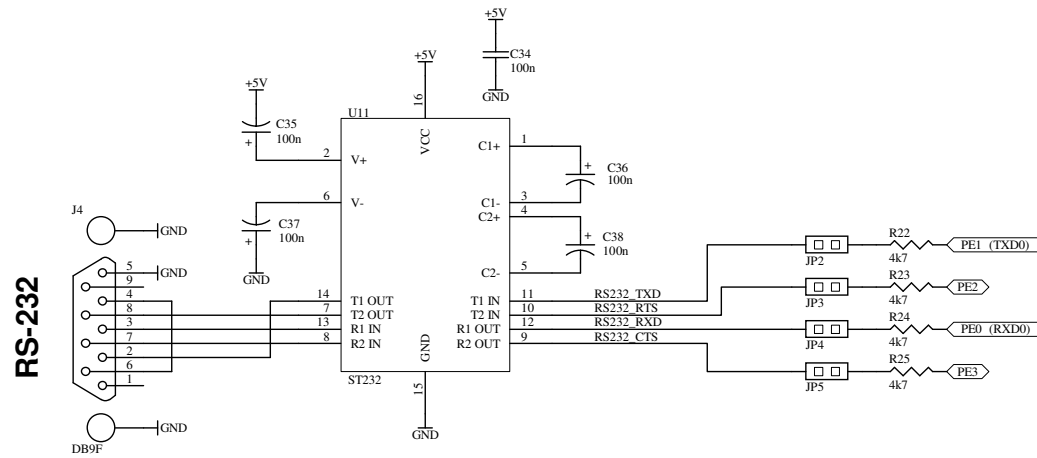 +5V
C34
100n
GND
+5V
+5V
C35
100n
+
16
U11
VCC
2
V+
6
V-
C37
100n
+
GND
C1+
1
C36
100n
+
C1-
3
C2+
4
C38
100n
+
C2-
5
J4
GND
RS-232
5
9
4
8
3
7
2
6
1
GND
GND
DB9F
14
T1 OUT
7
T2 OUT
13
R1 IN
8
R2 IN
T1 IN
11
RS232_TXD
T2 IN
10
RS232_RTS
R1 OUT
12
RS232_RXD
R2 OUT
9
RS232_CTS
GND
ST232
15
GND
JP2
R22
4k7
PE1 (TXD0)
JP3
R23
4k7
PE2
JP4
R24
4k7
PE0 (RXD0)
JP5
R25
4k7
PE3